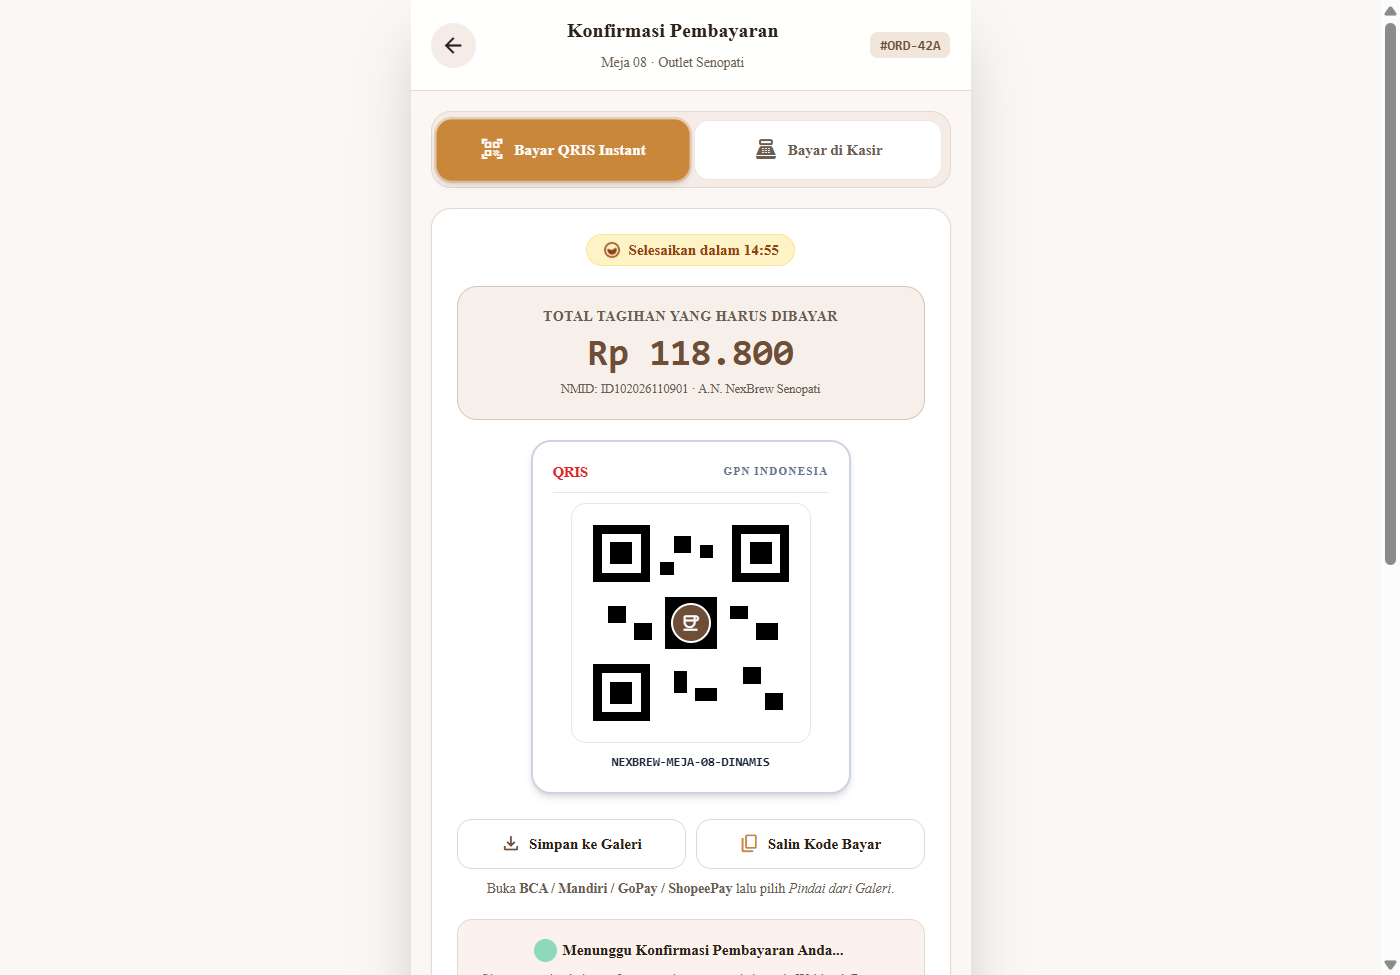 Konfirmasi Pembayaran
Meja 08 · Outlet Senopati
#ORD-42A
Bayar QRIS Instant
Bayar di Kasir
Selesaikan dalam 14:55
TOTAL TAGIHAN YANG HARUS DIBAYAR
Rp 118.800
NMID: ID102026110901 · A.N. NexBrew Senopati
QRIS
GPN INDONESIA
NEXBREW-MEJA-08-DINAMIS
Simpan ke Galeri
Salin Kode Bayar
Buka BCA / Mandiri / GoPay / ShopeePay lalu pilih Pindai dari Galeri.
Menunggu Konfirmasi Pembayaran Anda...